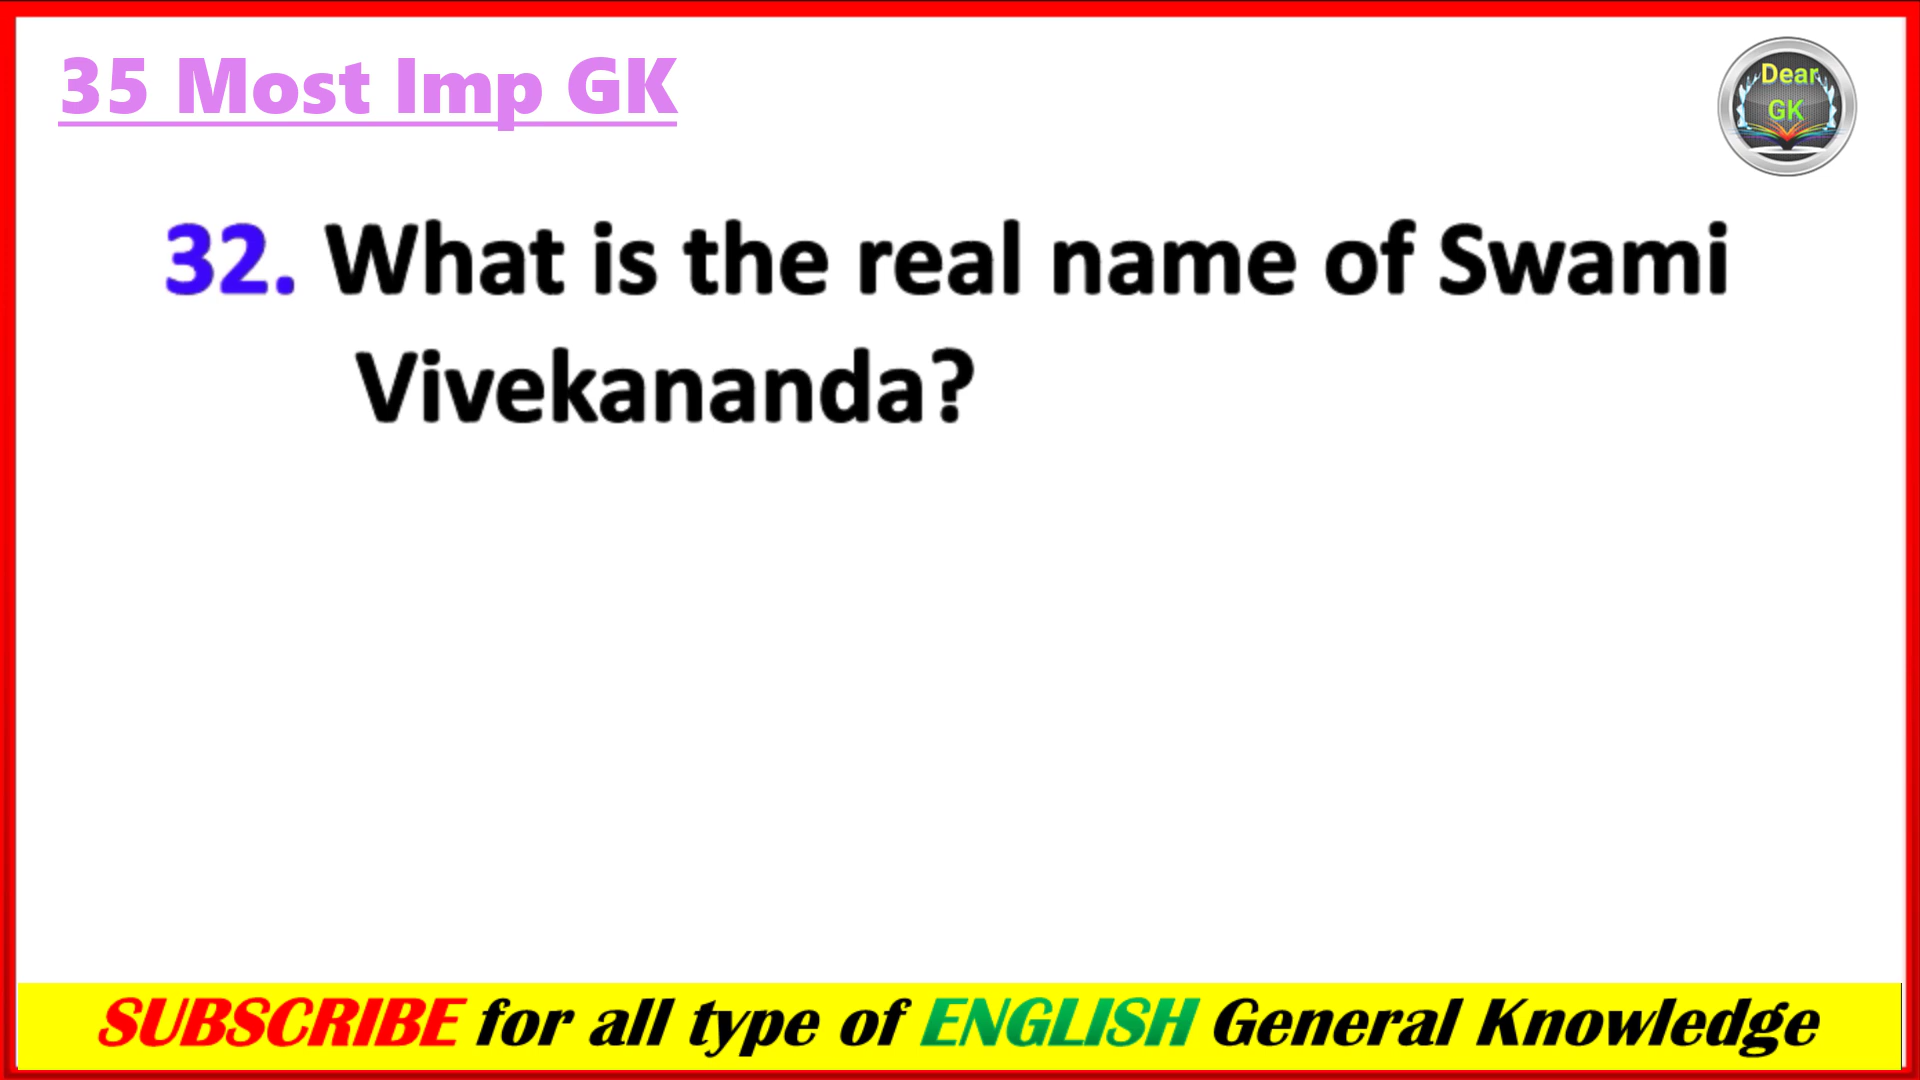 35 Most Imp GK
Dear
GK
32. What is the real name of Swami
Vivekananda?
SUBSCRIBE for all type of ENGLISH General Knowledge